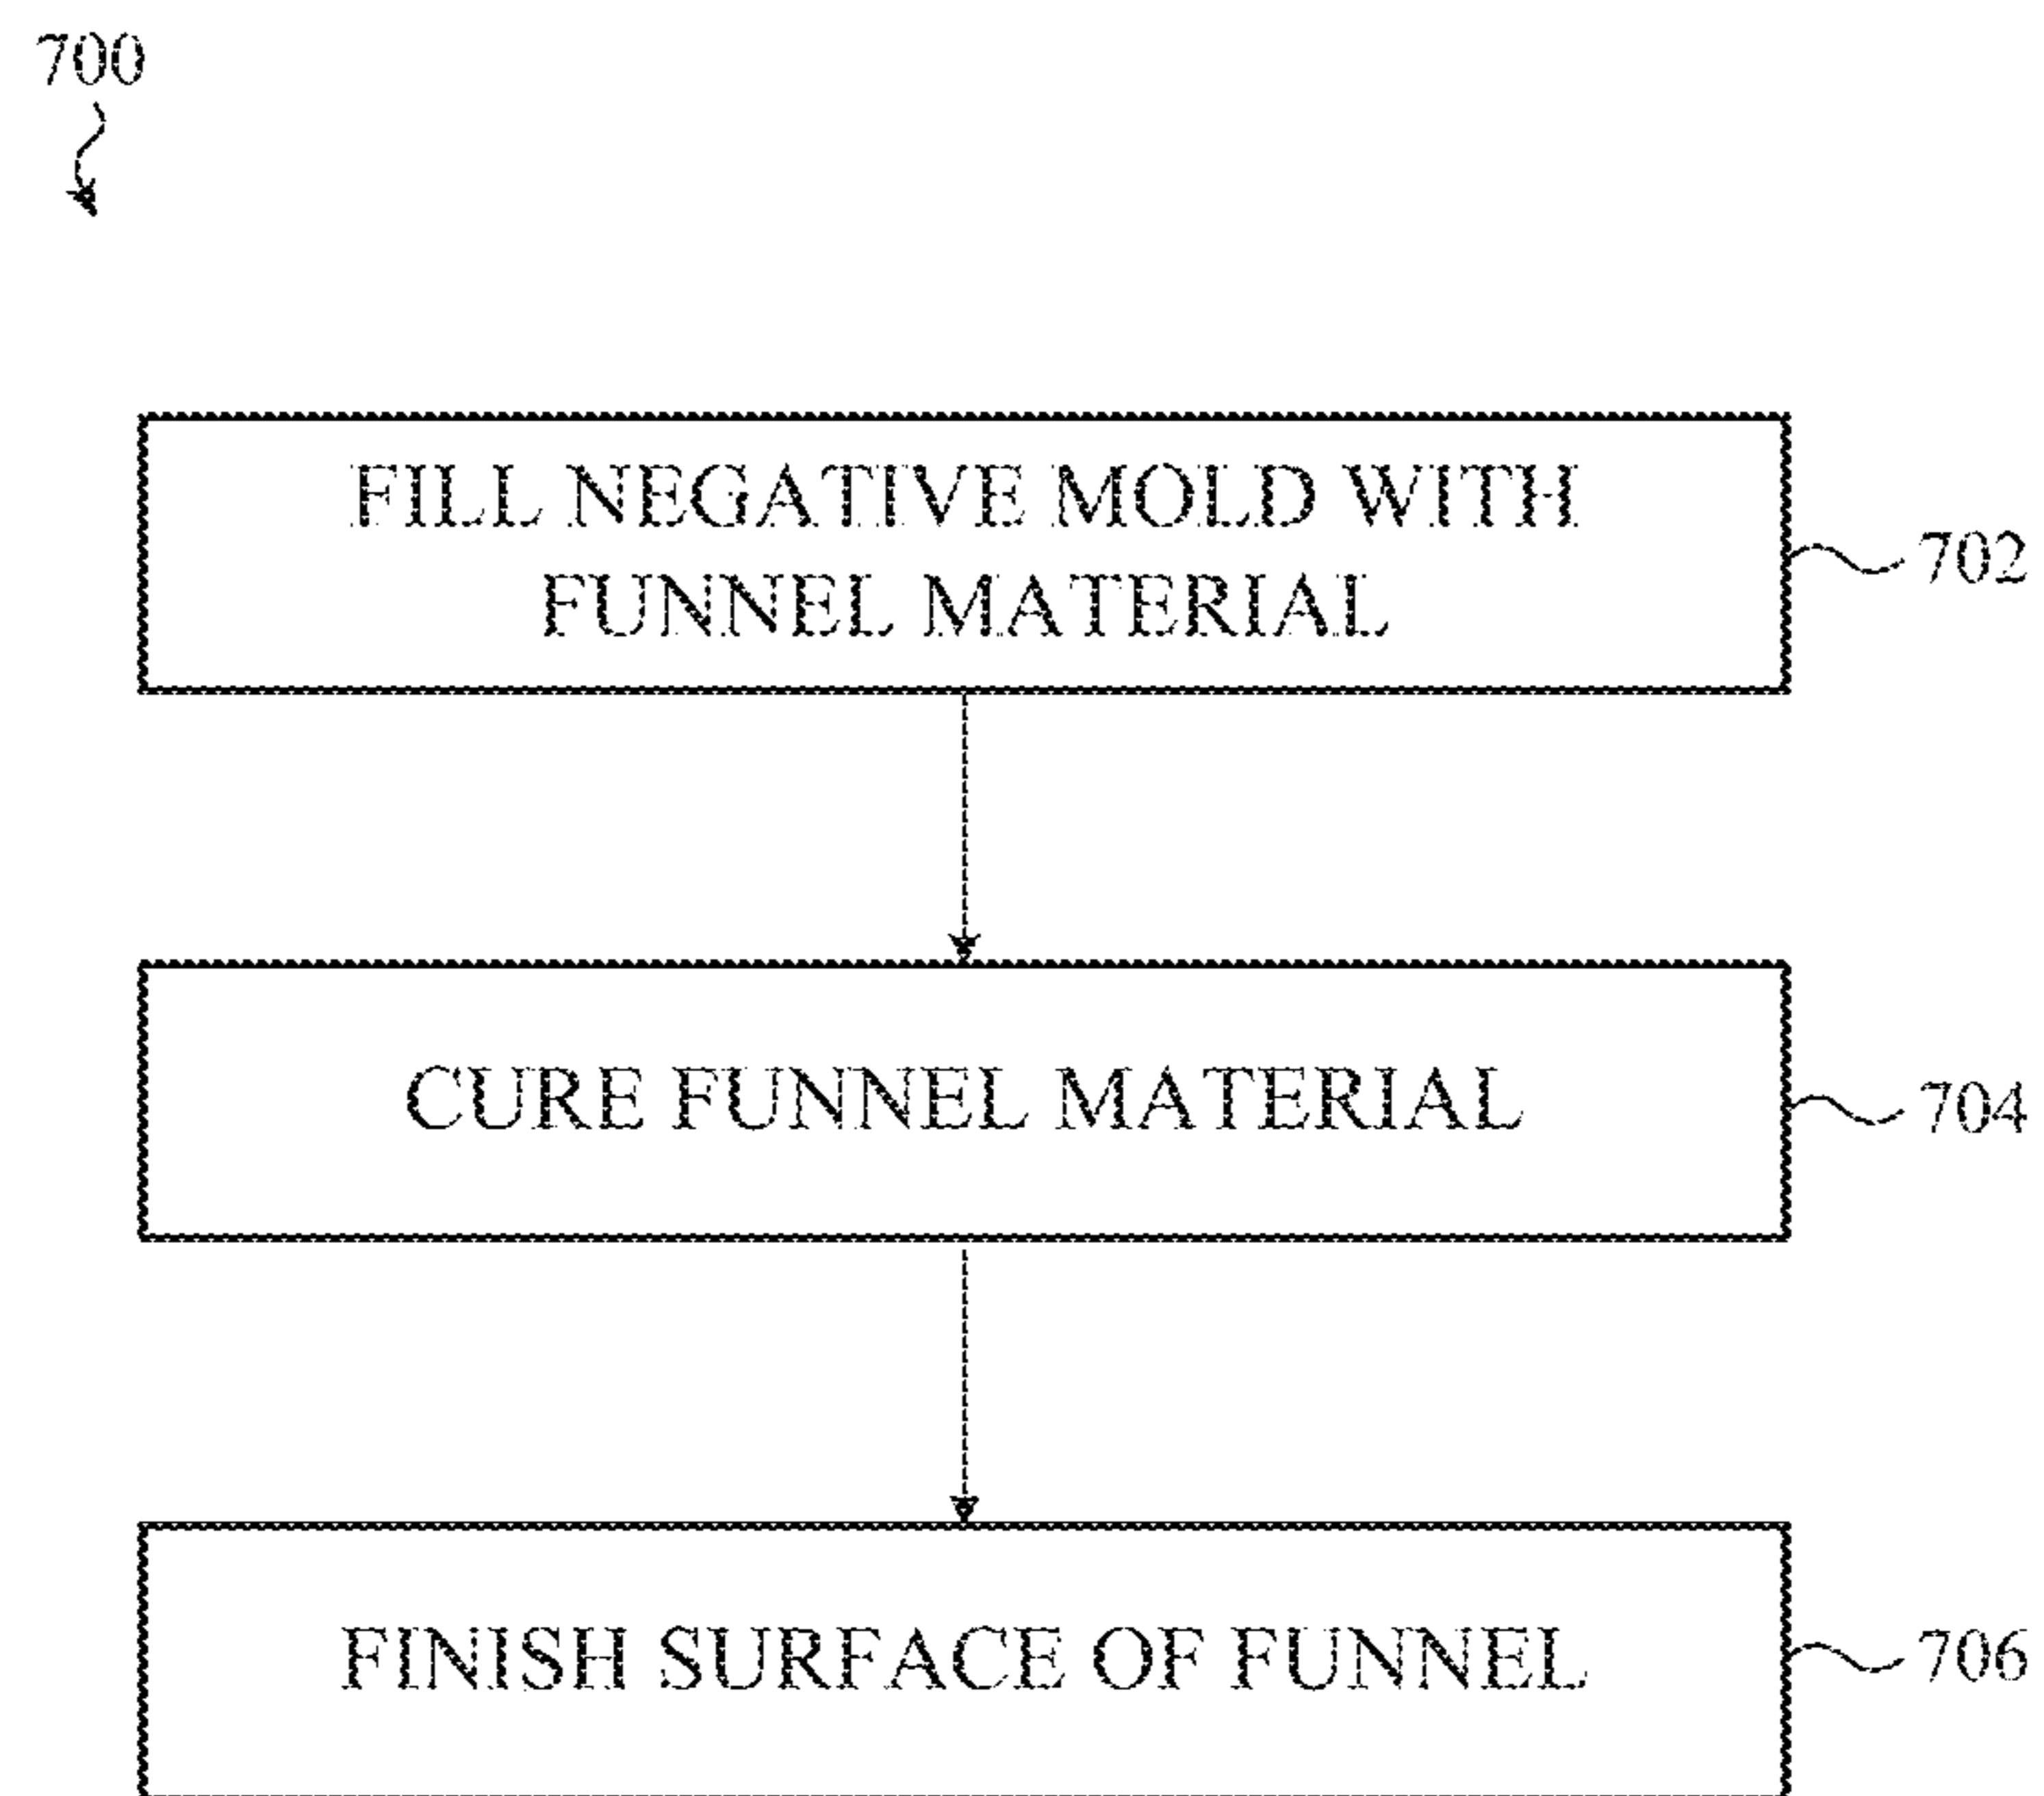 700
FILL NEGATIVE MOLD WITH
FUNNEL MATERIAL
702
CURE FUNNEL MATERIAL
704
FINISH SURFACE OF FUNNEL
706